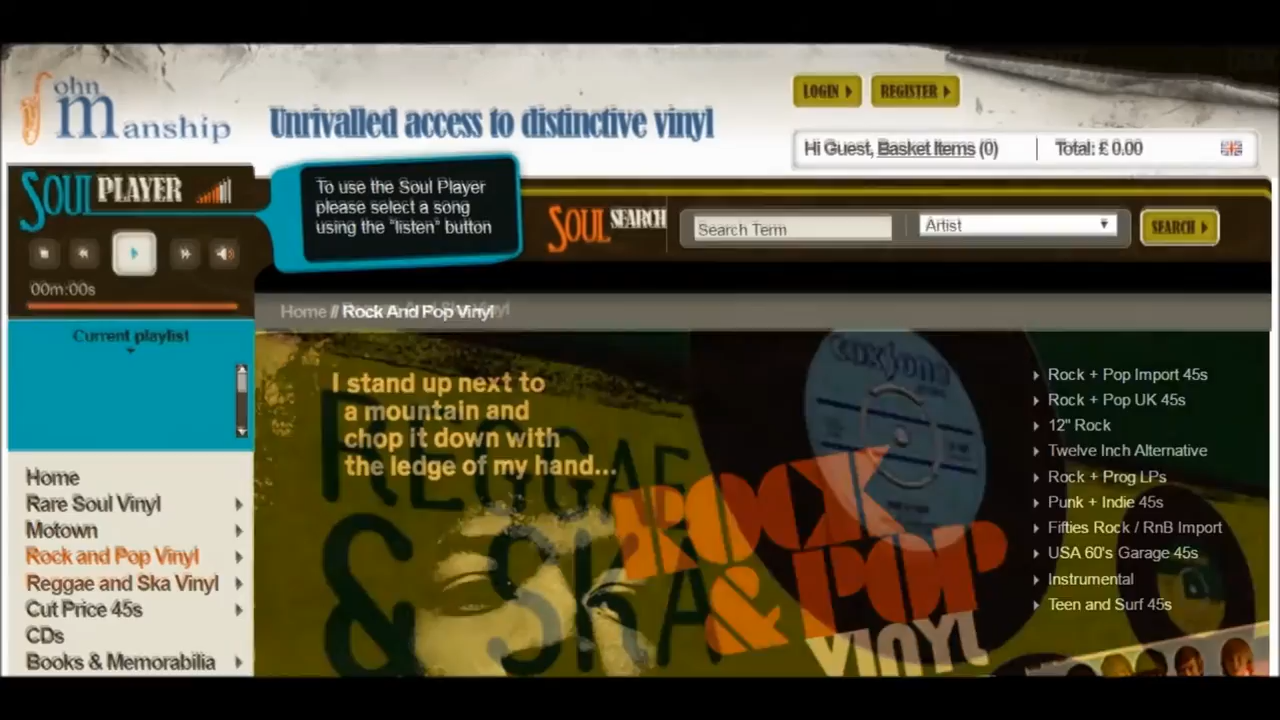 John
Manship
Unrivalled access to distinctive vinyl
LOGIN
REGISTER
Hi Guest, Basket Items (0)
Total: £ 0.00
SOUL PLAYER
To use the Soul Player
please select a song
using the "listen" button
SOUL SEARCH
Search Term
Artist
SEARCH
00m:00s
Home // Rock And Pop Vinyl
Current playlist
I stand up next to
a mountain and
chop it down with
the ledge of my hand...
REGGAE
& SKA
coxsone
ROCK
& POP
VINYL
Rock + Pop Import 45s
Rock + Pop UK 45s
12" Rock
Twelve Inch Alternative
Rock + Prog LPs
Punk + Indie 45s
Fifties Rock / RnB Import
USA 60's Garage 45s
Instrumental
Teen and Surf 45s
Home
Rare Soul Vinyl
Motown
Rock and Pop Vinyl
Reggae and Ska Vinyl
Cut Price 45s
CDs
Books & Memorabilia